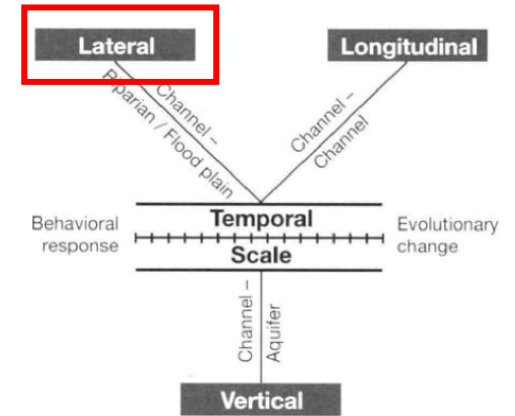 Lateral
Longitudinal
Channel –
Riparian / Flood plain
Channel –
Channel
Temporal
Scale
Behavioral
response
Evolutionary
change
Channel –
Aquifer
Vertical